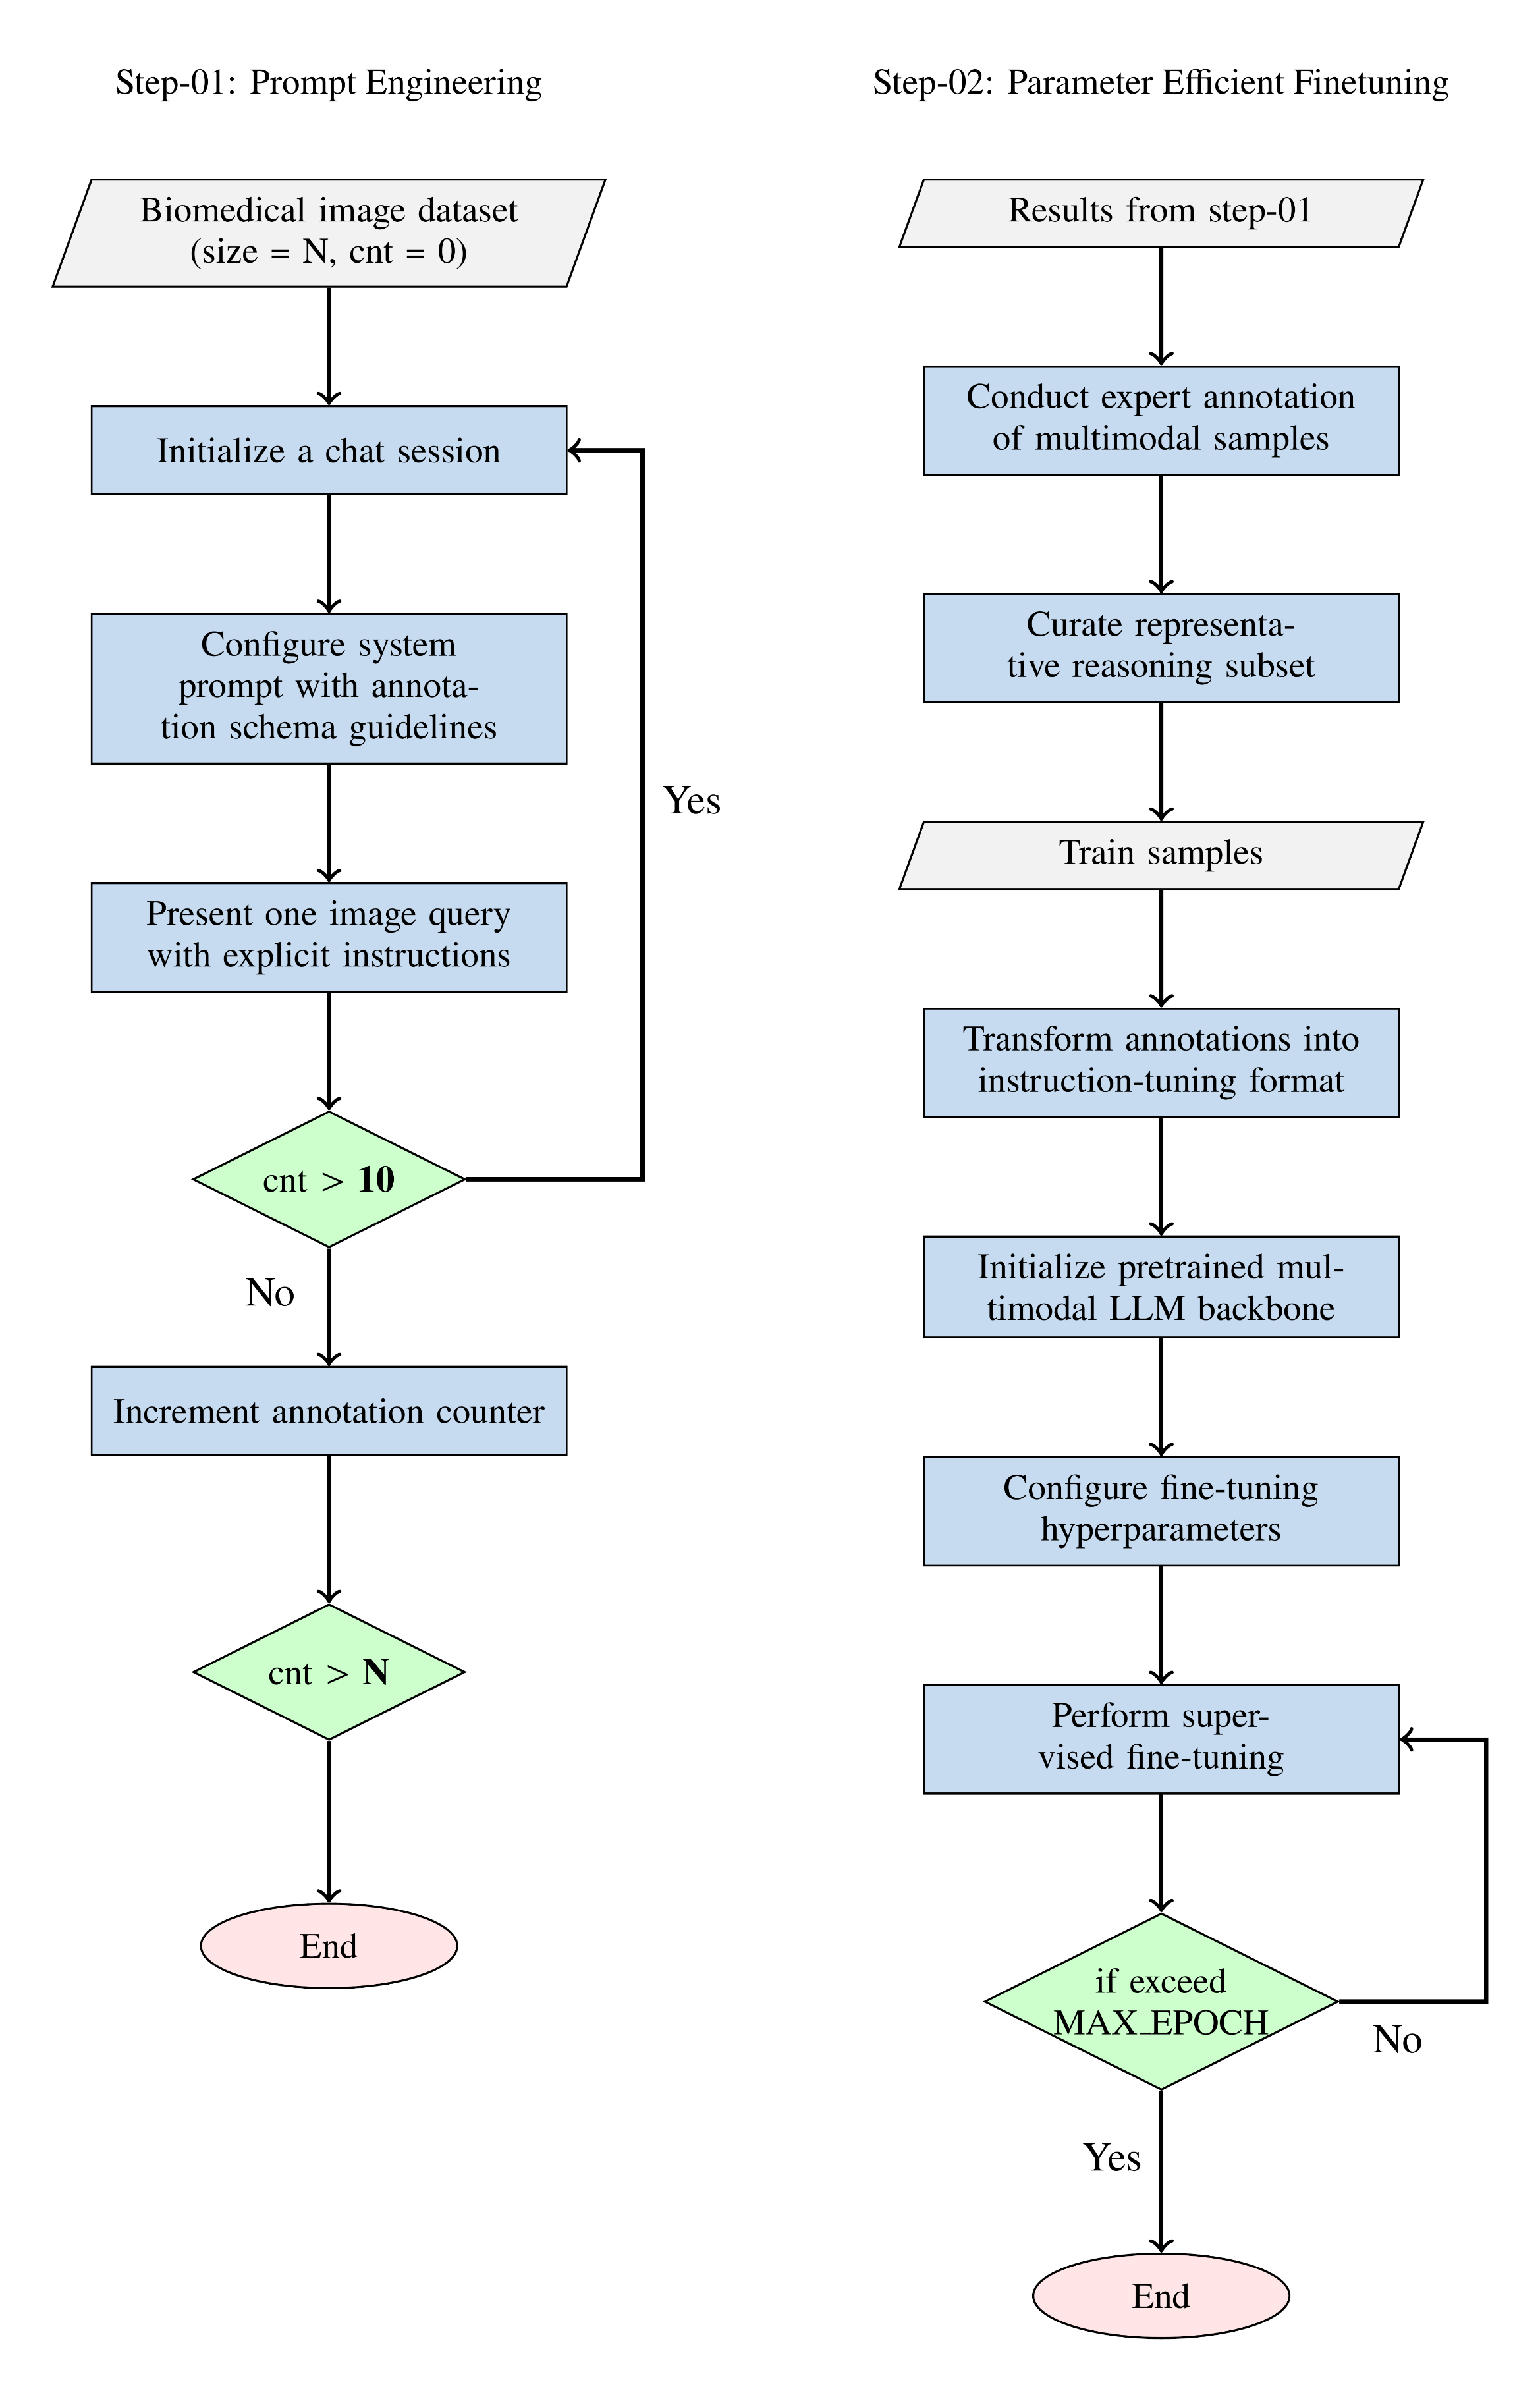 Step-01: Prompt Engineering
Biomedical image dataset
(size = N, cnt = 0)
Initialize a chat session
Configure system
prompt with annota-
tion schema guidelines
Yes
Present one image query
with explicit instructions
cnt > 10
No
Increment annotation counter
cnt > N
End
Step-02: Parameter Efficient Finetuning
Results from step-01
Conduct expert annotation
of multimodal samples
Curate representa-
tive reasoning subset
Train samples
Transform annotations into
instruction-tuning format
Initialize pretrained mul-
timodal LLM backbone
Configure fine-tuning
hyperparameters
Perform super-
vised fine-tuning
if exceed
MAX_EPOCH
No
Yes
End